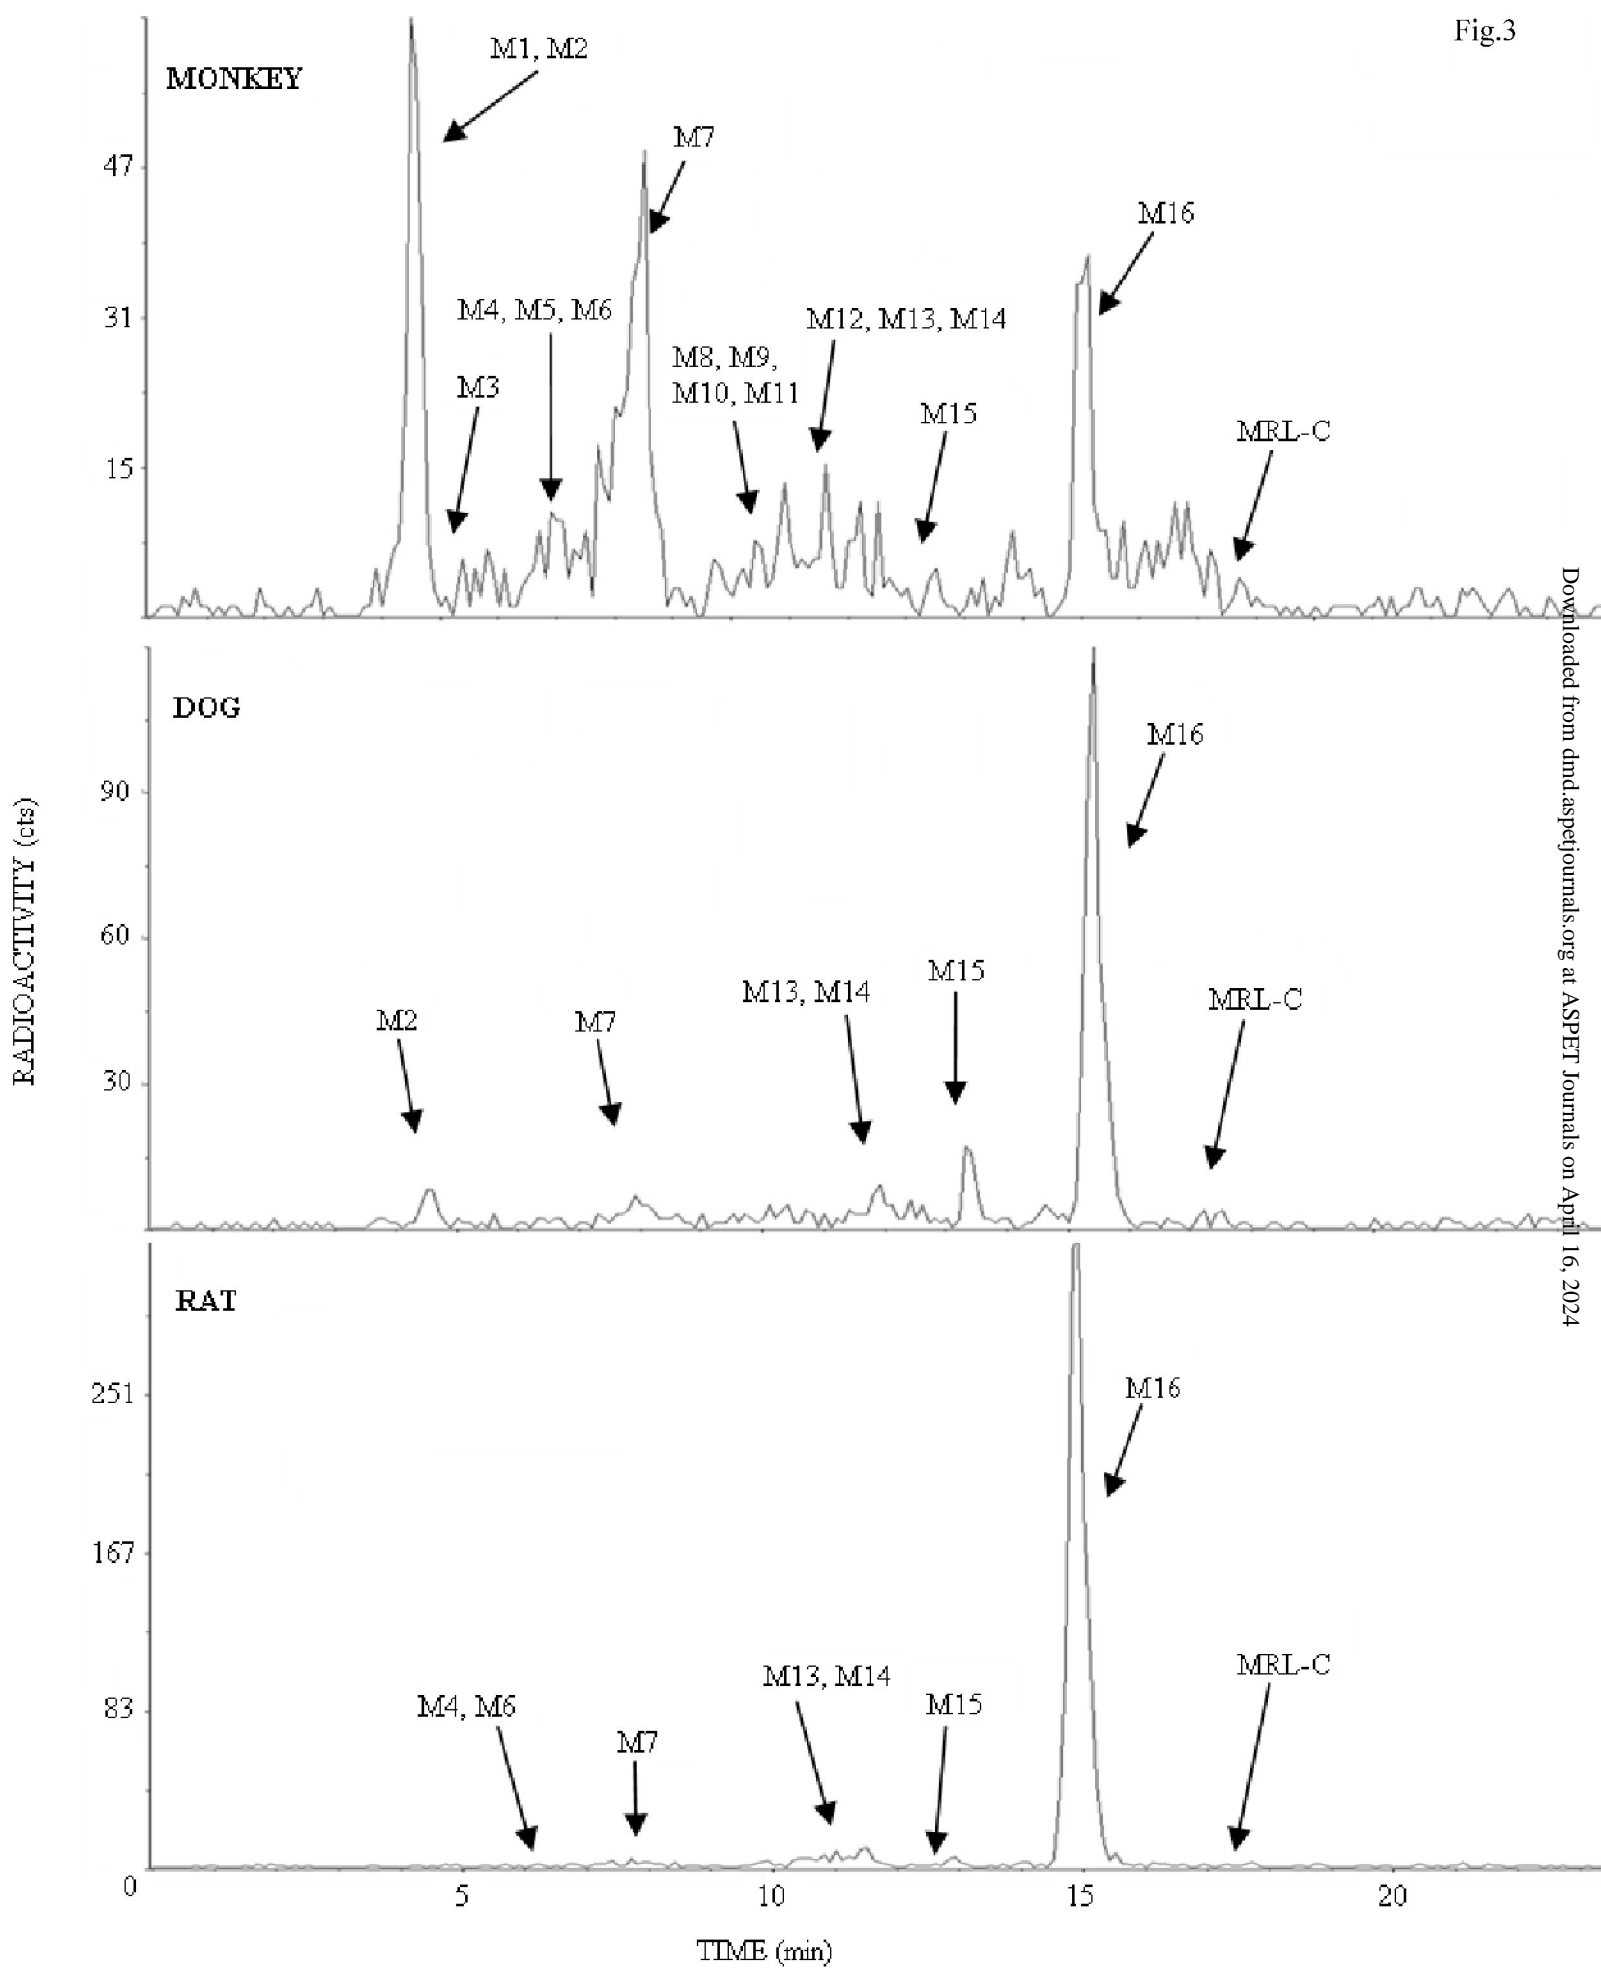 Fig.3
MONKEY
M1, M2
M7
47
M16
31
M4, M5, M6
M12, M13, M14
M8, M9,
M10, M11
M3
M15
MRL-C
15
DOG
M16
90
60
M15
M13, M14
MRL-C
M2
M7
30
RADIOACTIVITY (cts)
RAT
251
M16
167
MRL-C
M13, M14
M4, M6
M15
83
M7
0
5
10
15
20
TIME (min)
Downloaded from dmd.aspetjournals.org at ASPET Journals on April 16, 2024